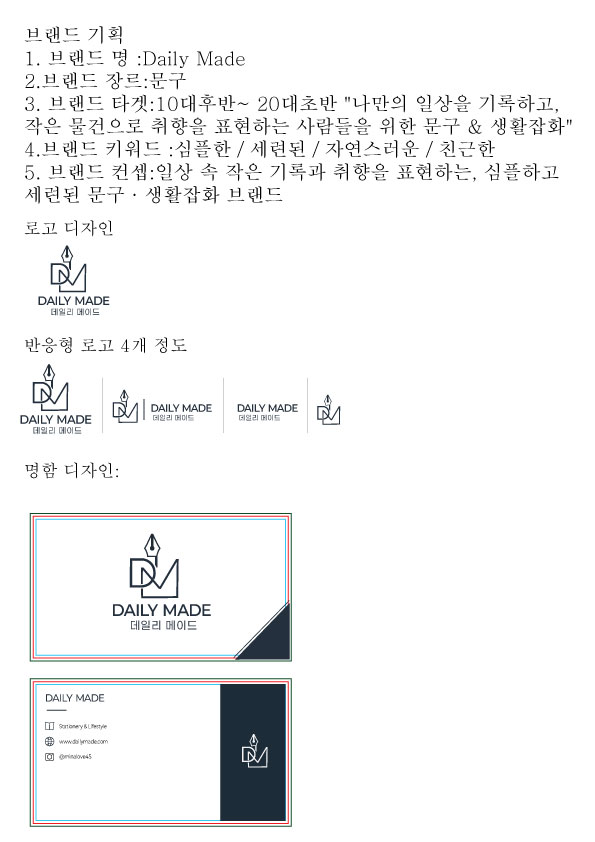 브랜드 기획
1. 브랜드 명 :Daily Made
2.브랜드 장르:문구
3. 브랜드 타겟:10대후반~ 20대초반 "나만의 일상을 기록하고,
작은 물건으로 취향을 표현하는 사람들을 위한 문구 & 생활잡화"
4.브랜드 키워드 :심플한 / 세련된 / 자연스러운 / 친근한
5. 브랜드 컨셉:일상 속 작은 기록과 취향을 표현하는, 심플하고
세련된 문구 · 생활잡화 브랜드
로고 디자인
DM
DAILY MADE
데일리 메이드
반응형 로고 4개 정도
DM
DAILY MADE
데일리 메이드
DM
DAILY MADE
데일리 메이드
DAILY MADE
데일리 메이드
DM
명함 디자인:
DM
DAILY MADE
데일리 메이드
DAILY MADE
Stationery & Lifestyle
www.dailymade.com
@minalove45
DM